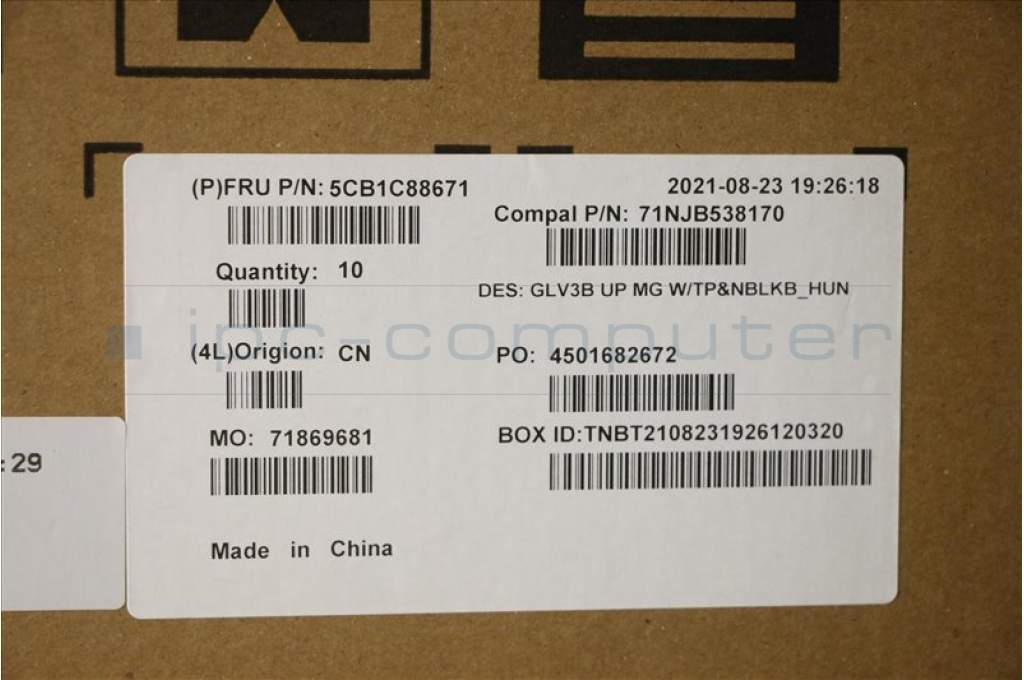 (P)FRU P/N: 5CB1C88671
2021-08-23 19:26:18
Compal P/N: 71NJB538170
Quantity: 10
DES: GLV3B UP MG W/TP&NBLKB_HUN
ipc-computer
(4L)Origion: CN
PO: 4501682672
MO: 71869681
BOX ID:TNBT2108231926120320
:29
Made in China